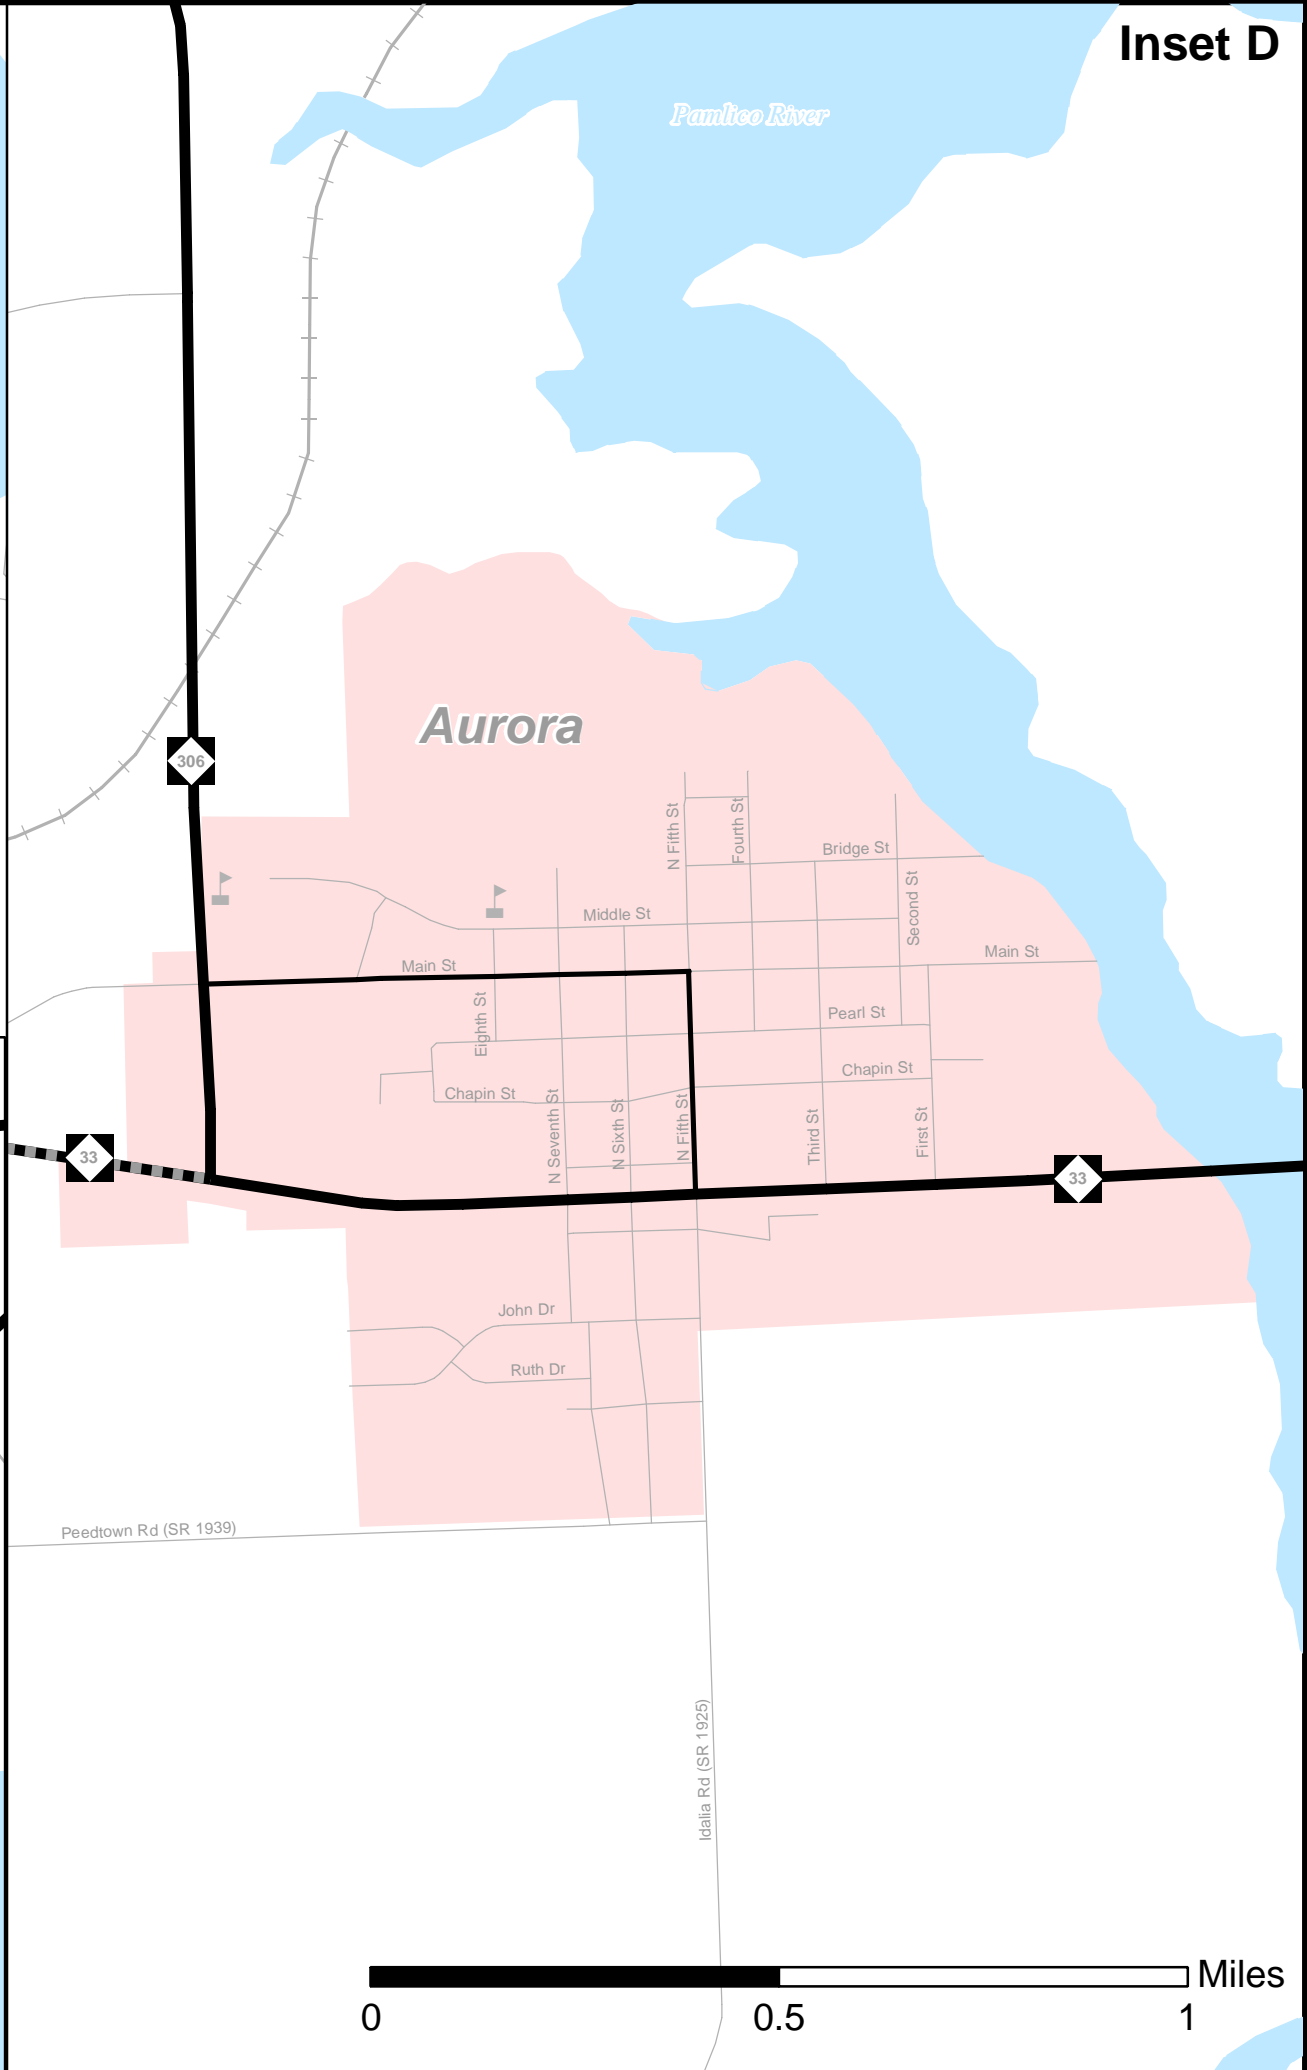 Inset D
Pamlico River
Aurora
306
N Fifth St
Fourth St
Bridge St
Second St
Middle St
Main St
Main St
Eighth St
Pearl St
Chapin St
Chapin St
N Seventh St
N Sixth St
N Fifth St
Third St
First St
33
33
John Dr
Ruth Dr
Peedtown Rd (SR 1939)
Idalia Rd (SR 1925)
Miles
0 0.5 1